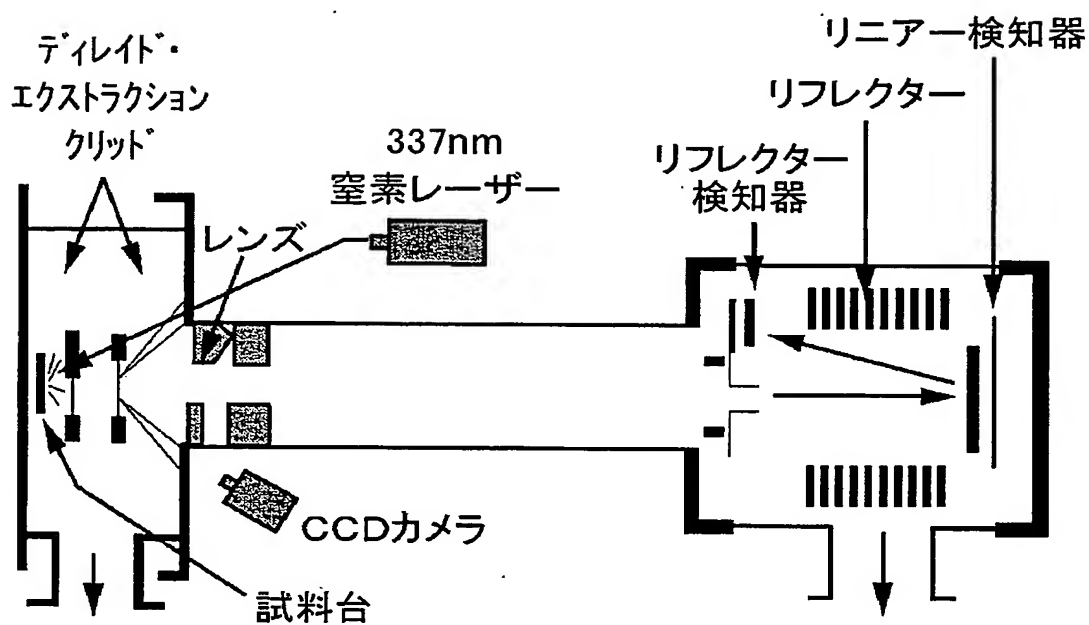 ディレイド・
エクストラクション
クリッド゛
337nm
窒素レーザー
レンズ
リニアー検知器
リフレクター
リフレクター
検知器
CCDカメラ
試料台